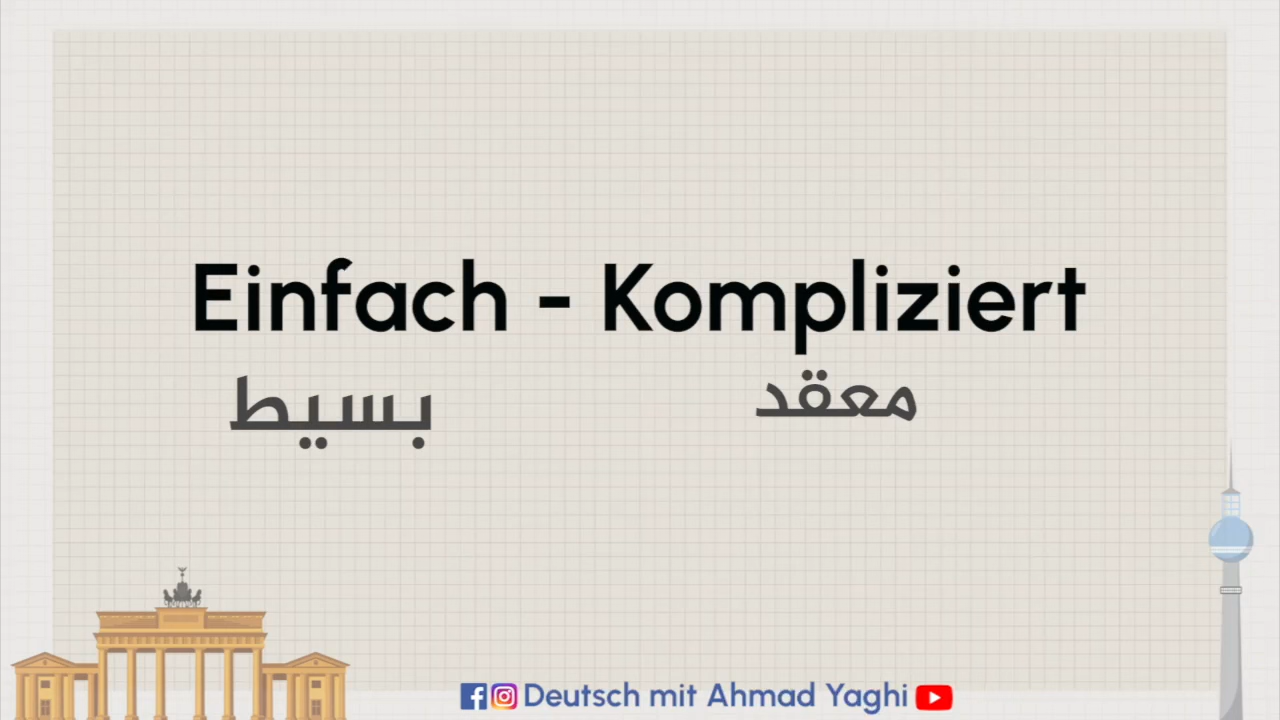 Einfach - Kompliziert
بسيط معقد
Deutsch mit Ahmad Yaghi